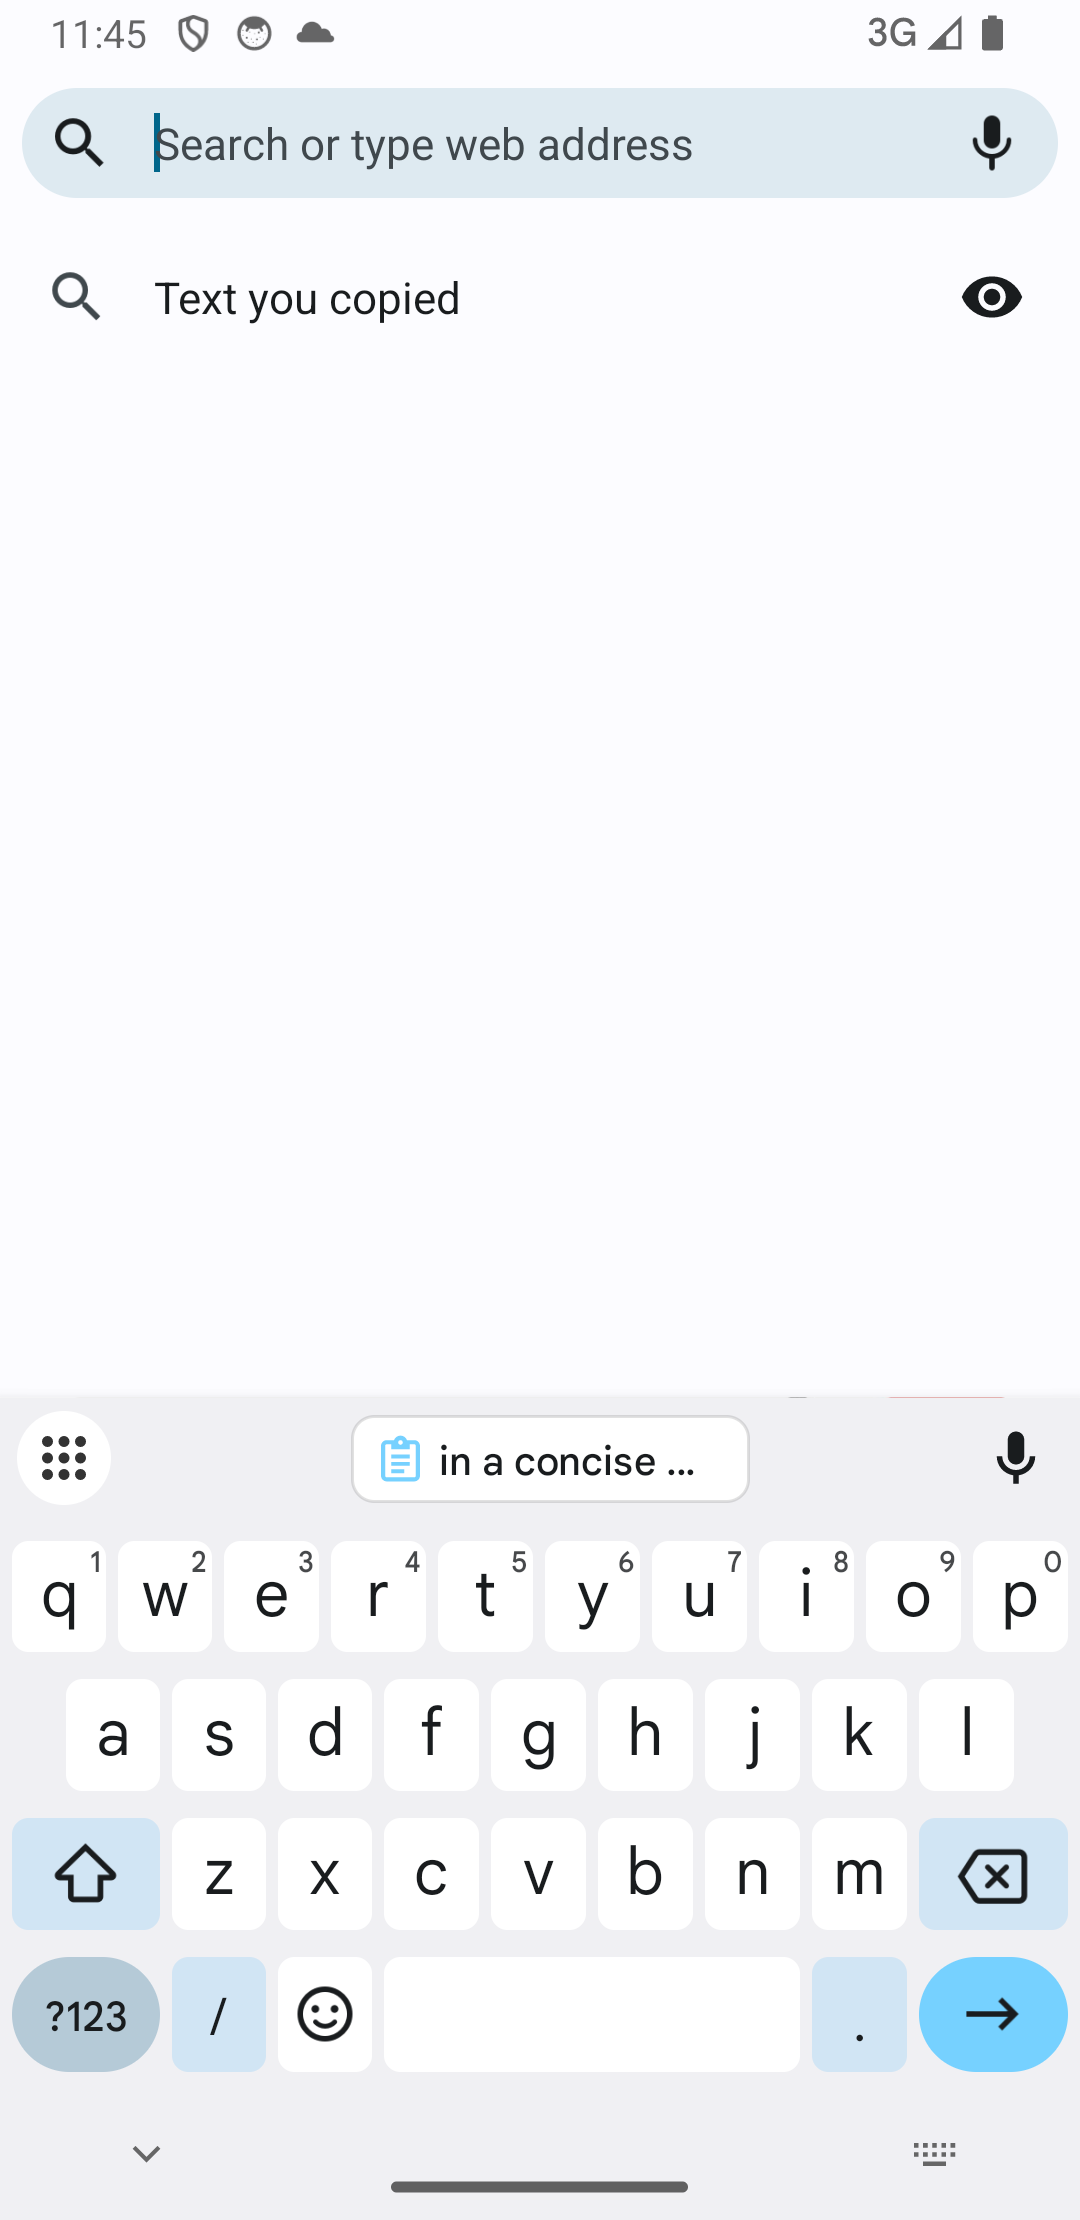 11:45
3G
Search or type web address
Text you copied
in a concise ...
q 1 w 2 e 3 r 4 t 5 y 6 u 7 i 8 o 9 p 0
a s d f g h j k l
z x c v b n m
?123 / .